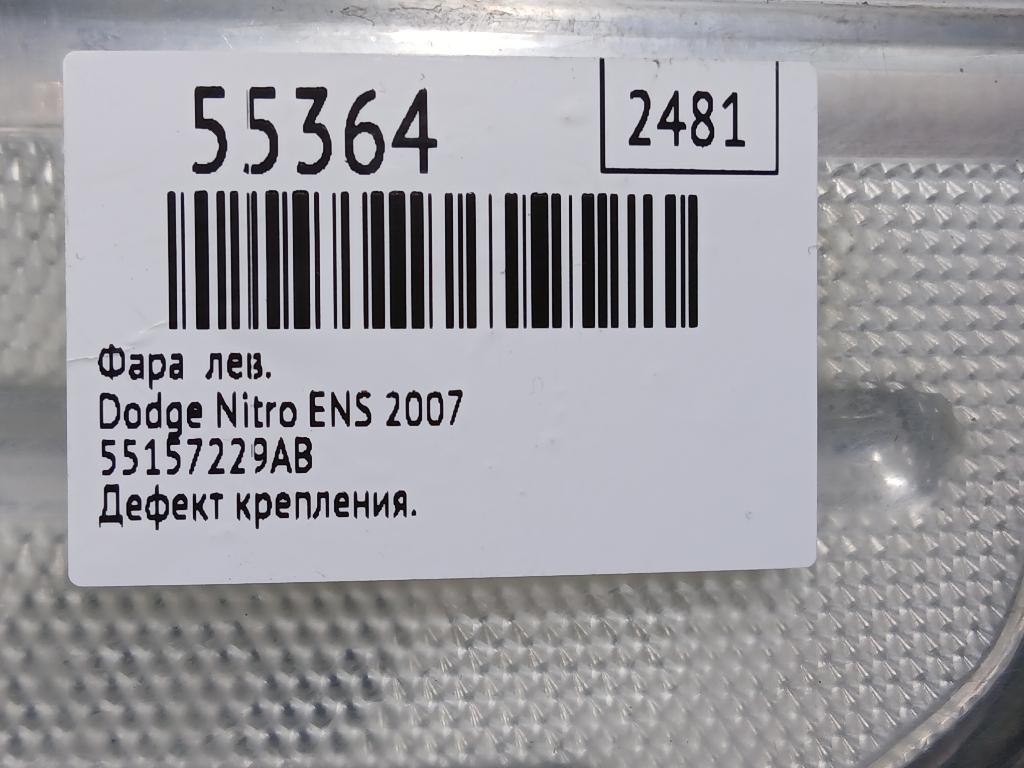 55364
2481
Фара лев.
Dodge Nitro ENS 2007
55157229AB
Дефект крепления.